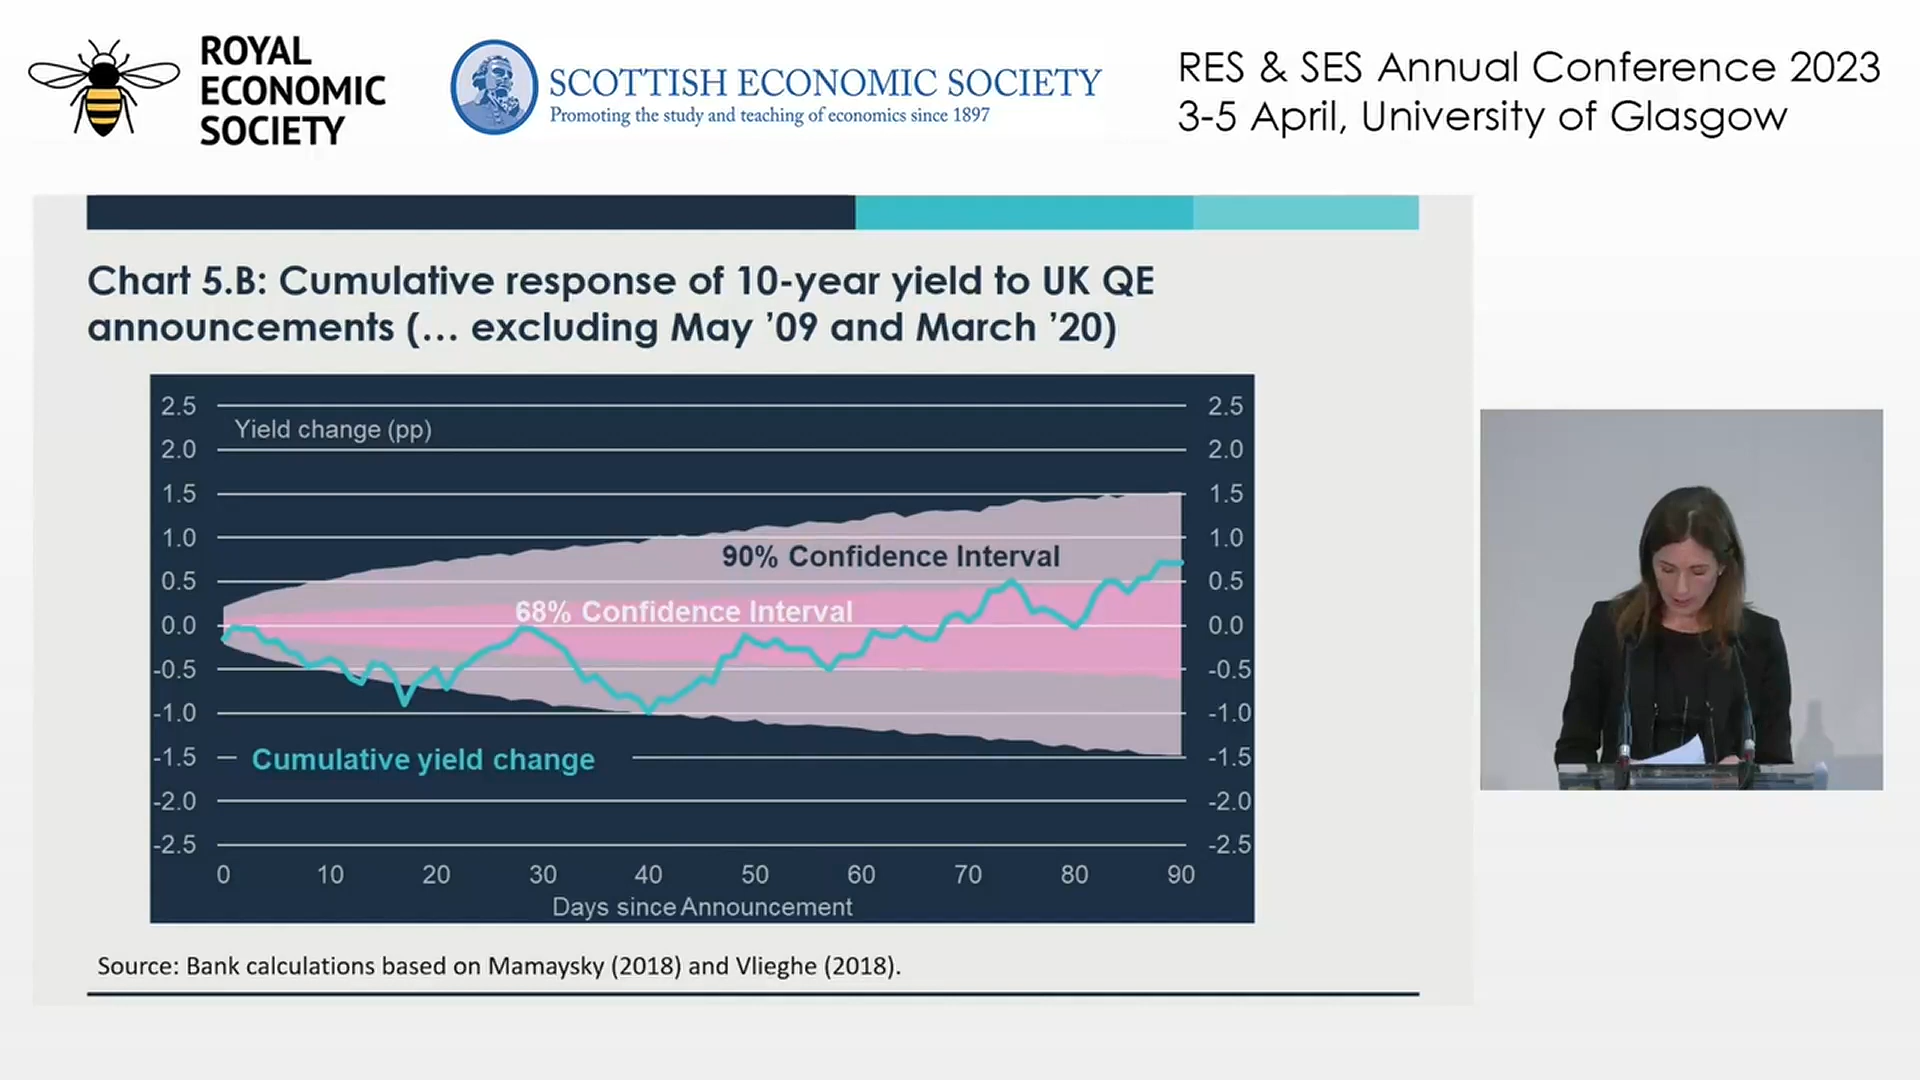 ROYAL
ECONOMIC
SOCIETY
SCOTTISH ECONOMIC SOCIETY
Promoting the study and teaching of economics since 1897
RES & SES Annual Conference 2023
3-5 April, University of Glasgow
Chart 5.B: Cumulative response of 10-year yield to UK QE
announcements (… excluding May ’09 and March ’20)
2.5 2.5
Yield change (pp)
2.0 2.0
1.5 1.5
1.0 1.0
90% Confidence Interval
0.5 0.5
68% Confidence Interval
0.0 0.0
-0.5 -0.5
-1.0 -1.0
-1.5 Cumulative yield change -1.5
-2.0 -2.0
-2.5 -2.5
0 10 20 30 40 50 60 70 80 90
Days since Announcement
Source: Bank calculations based on Mamaysky (2018) and Vlieghe (2018).